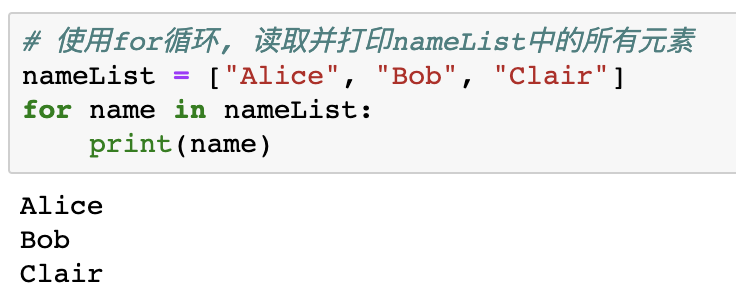 # 使用for循环, 读取并打印nameList中的所有元素
nameList = ["Alice", "Bob", "Clair"]
for name in nameList:
    print(name)
Alice
Bob
Clair